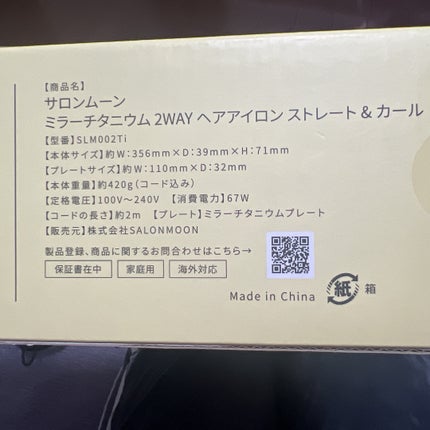 【商品名】
サロンムーン
ミラーチタニウム 2WAY ヘアアイロン ストレート & カール
【型番】SLM002Ti
【本体サイズ】約W:356mm×D:39mm×H:71mm
【プレートサイズ】約W:110mm×D:32mm
【本体重量】約420g(コード込み)
【定格電圧】100V〜240V 【消費電力】67W
【コードの長さ】約2m 【プレート】ミラーチタニウムプレート
【販売元】株式会社SALONMOON
製品登録、商品に関するお問合わせはこちら→
保証書在中 家庭用 海外対応
Made in China 紙 箱